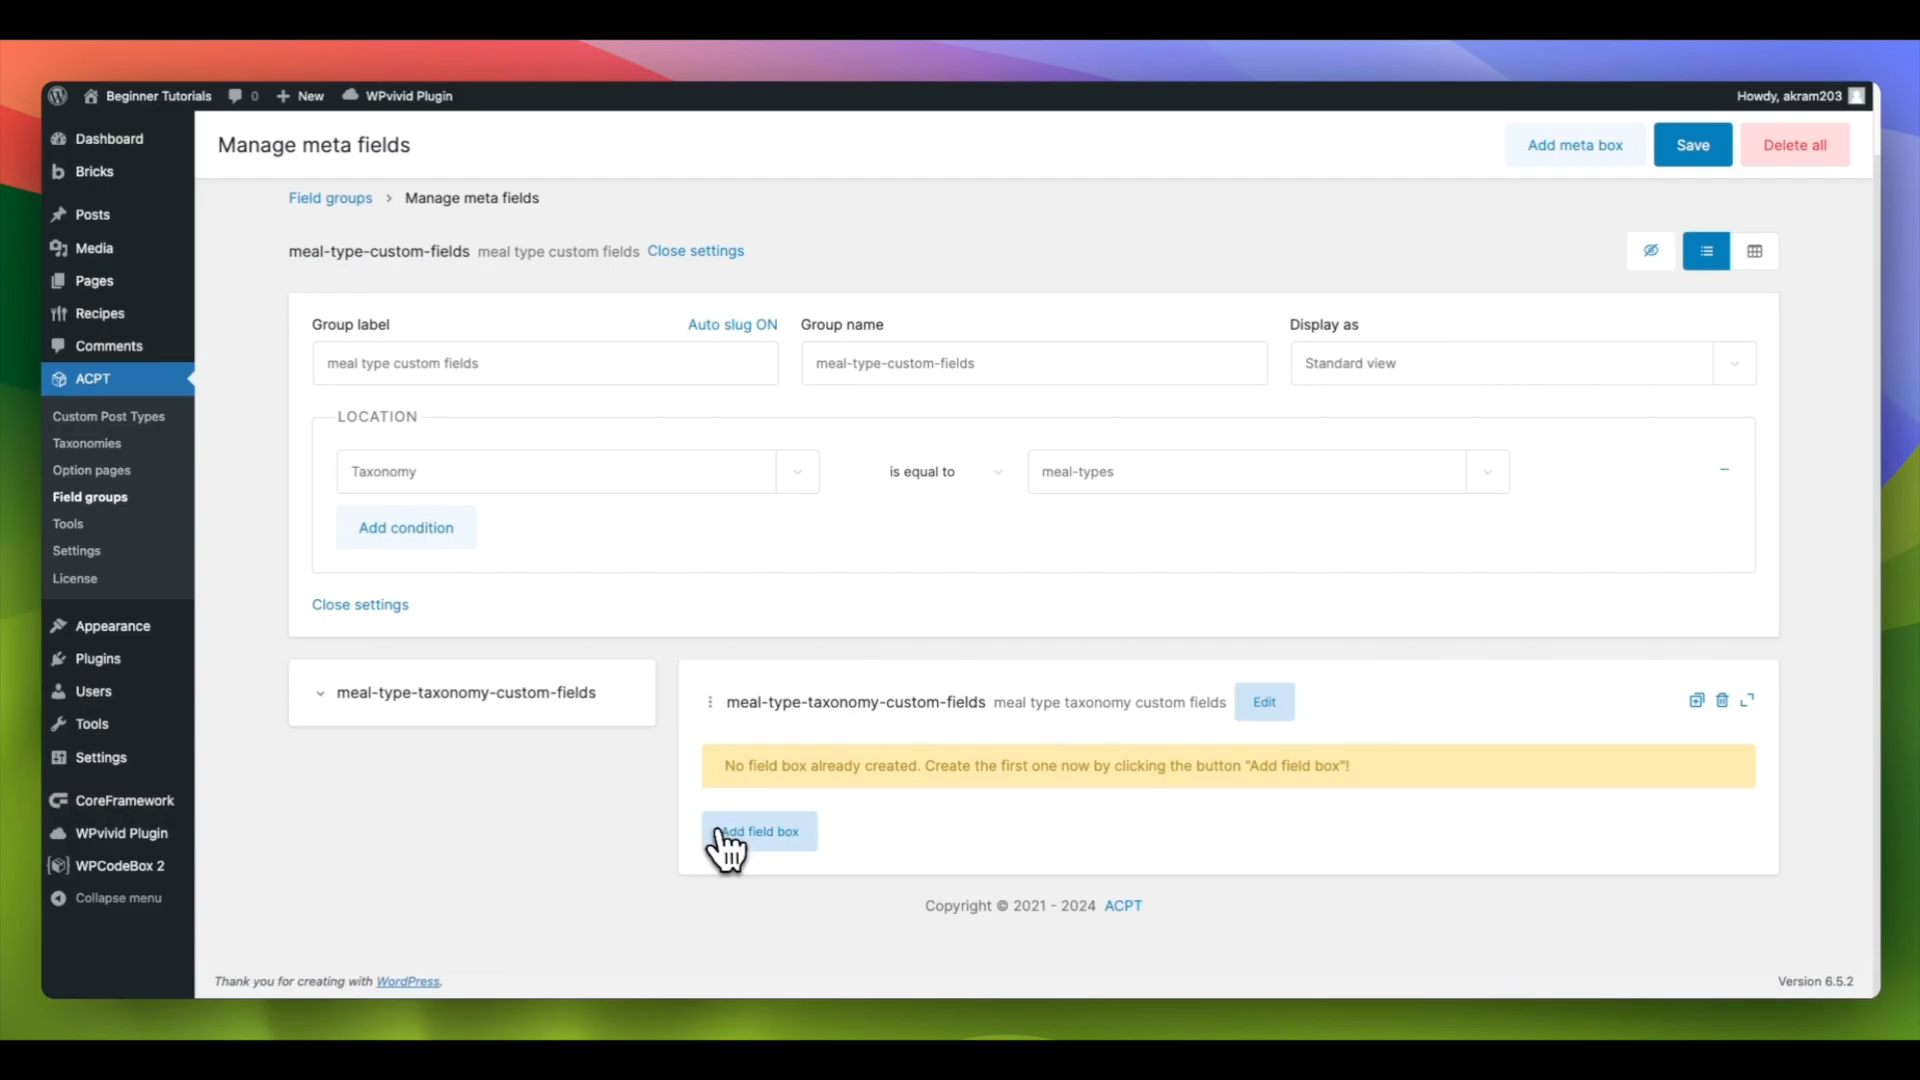 Beginner Tutorials
0
New
WPvivid Plugin
Howdy, akram203
Dashboard
Bricks
Posts
Media
Pages
Recipes
Comments
ACPT
Custom Post Types
Taxonomies
Option pages
Field groups
Tools
Settings
License
Appearance
Plugins
Users
Tools
Settings
CoreFramework
WPvivid Plugin
WPCodeBox 2
Collapse menu
Manage meta fields
Add meta box
Save
Delete all
Field groups > Manage meta fields
meal-type-custom-fields meal type custom fields Close settings
Group label
Auto slug ON
Group name
Display as
meal type custom fields
meal-type-custom-fields
Standard view
LOCATION
Taxonomy
is equal to
meal-types
Add condition
Close settings
meal-type-taxonomy-custom-fields
meal-type-taxonomy-custom-fields meal type taxonomy custom fields
Edit
No field box already created. Create the first one now by clicking the button "Add field box"!
Add field box
Copyright © 2021 - 2024 ACPT
Thank you for creating with WordPress.
Version 6.5.2